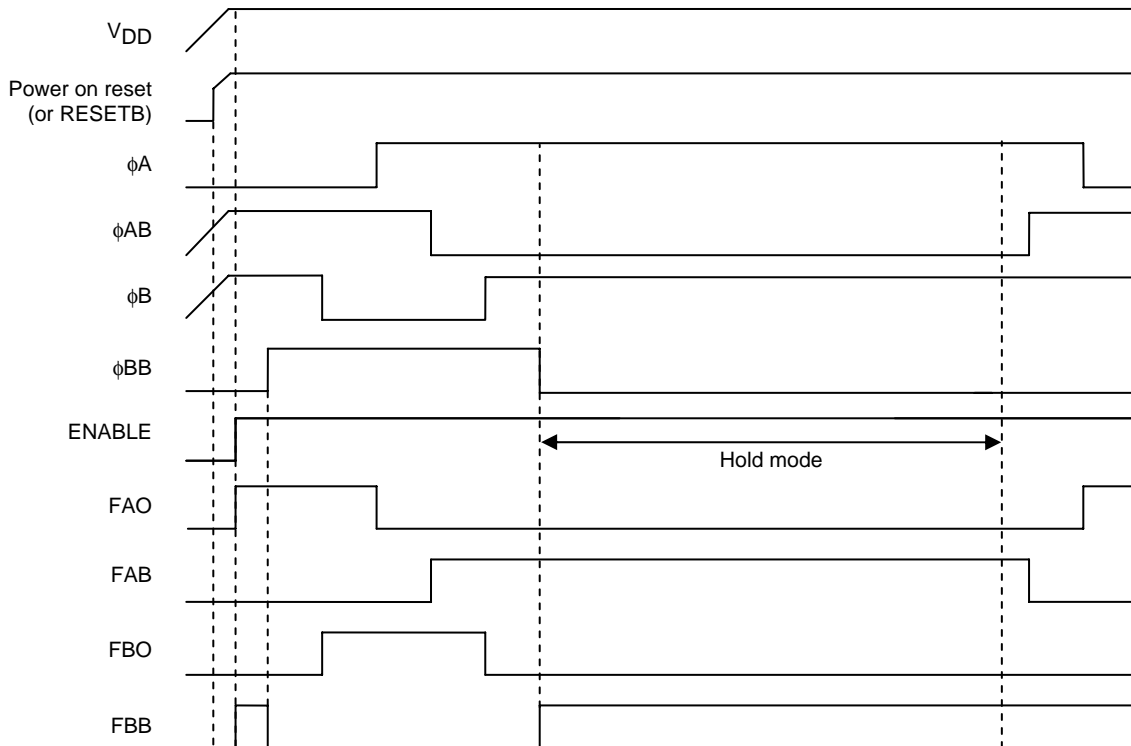 VDD
Power on reset
(or RESETB)
ϕA
ϕAB
ϕB
ϕBB
ENABLE
Hold mode
FAO
FAB
FBO
FBB